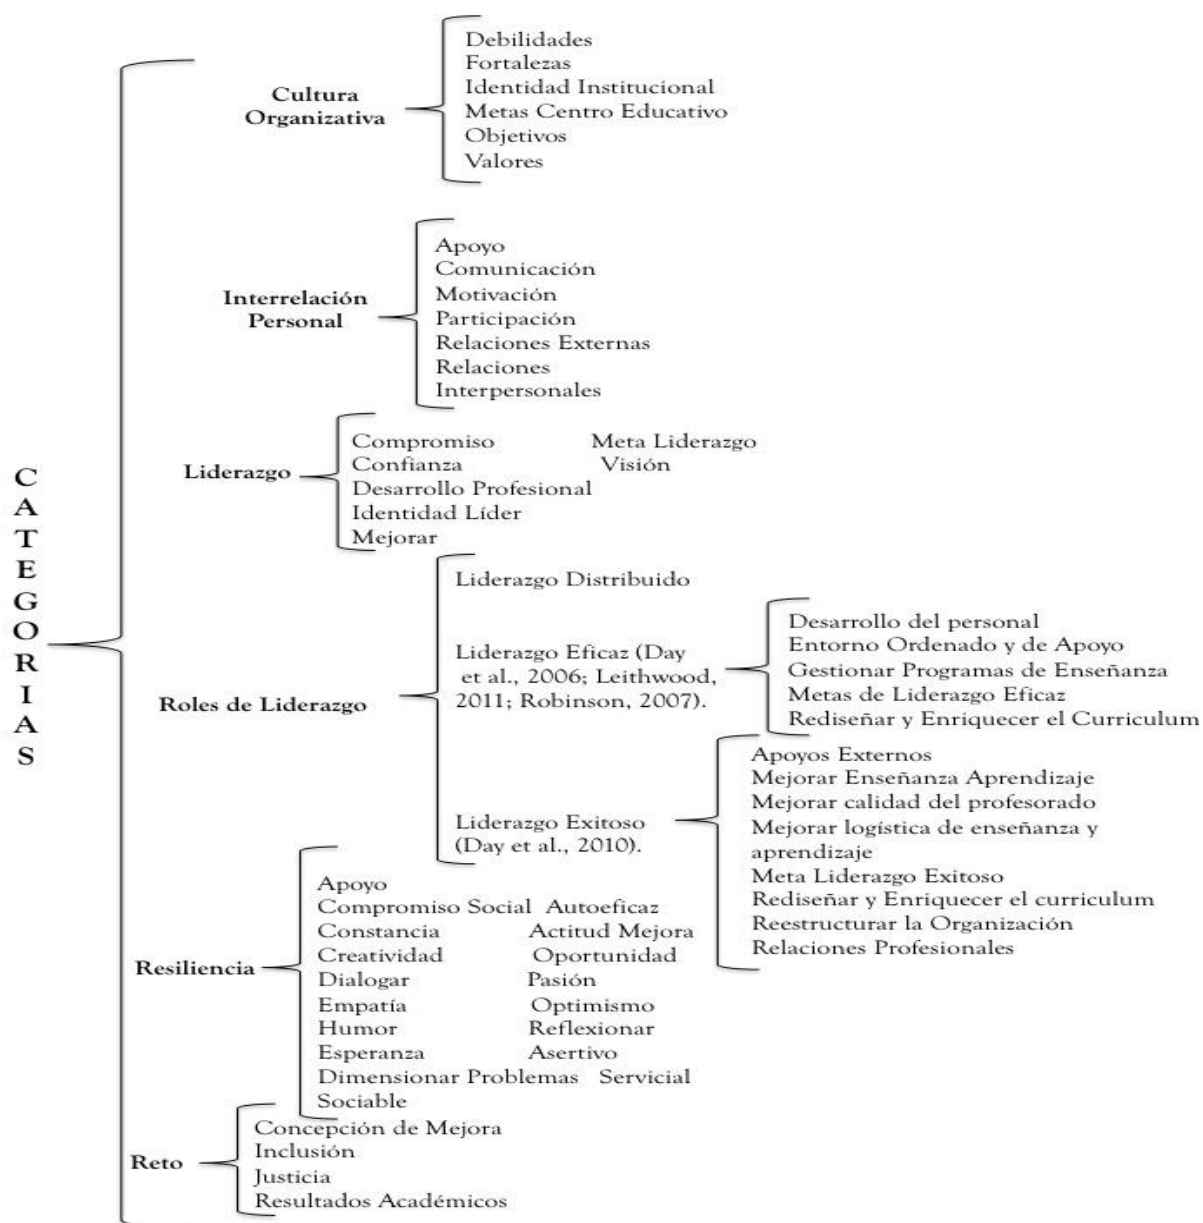 CATEGORIAS
Cultura
Organizativa
Debilidades
Fortalezas
Identidad Institucional
Metas Centro Educativo
Objetivos
Valores
Interrelación
Personal
Apoyo
Comunicación
Motivación
Participación
Relaciones Externas
Relaciones
Interpersonales
Liderazgo
Compromiso Meta Liderazgo
Confianza Visión
Desarrollo Profesional
Identidad Líder
Mejorar
Roles de Liderazgo
Liderazgo Distribuido
Liderazgo Eficaz (Day
et al., 2006; Leithwood,
2011; Robinson, 2007).
Desarrollo del personal
Entorno Ordenado y de Apoyo
Gestionar Programas de Enseñanza
Metas de Liderazgo Eficaz
Rediseñar y Enriquecer el Curriculum
Liderazgo Exitoso
(Day et al., 2010).
Apoyos Externos
Mejorar Enseñanza Aprendizaje
Mejorar calidad del profesorado
Mejorar logística de enseñanza y
aprendizaje
Meta Liderazgo Exitoso
Rediseñar y Enriquecer el curriculum
Reestructurar la Organización
Relaciones Profesionales
Resiliencia
Apoyo
Compromiso Social Autoeficaz
Constancia Actitud Mejora
Creatividad Oportunidad
Dialogar Pasión
Empatía Optimismo
Humor Reflexionar
Esperanza Asertivo
Dimensionar Problemas Servicial
Sociable
Reto
Concepción de Mejora
Inclusión
Justicia
Resultados Académicos